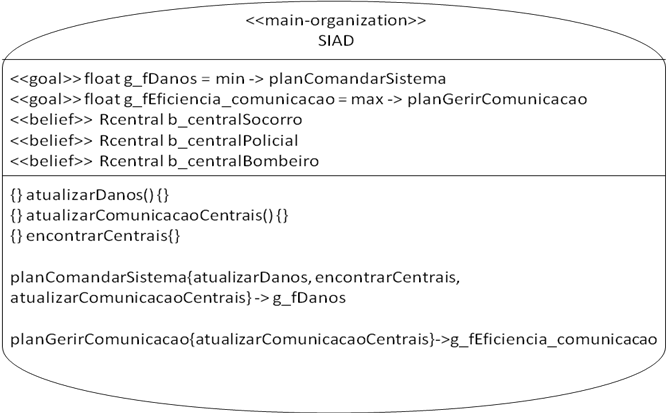 <<main-organization>>
SIAD
<<goal>> float g_fDanos = min -> planComandarSistema
<<goal>> float g_fEficiencia_comunicacao = max -> planGerirComunicacao
<<belief>> Rcentral b_centralSocorro
<<belief>> Rcentral b_centralPolicial
<<belief>> Rcentral b_centralBombeiro
{} atualizarDanos() {}
{} atualizarComunicacaoCentrais() {}
{} encontrarCentrais{}
planComandarSistema{atualizarDanos, encontrarCentrais,
atualizarComunicacaoCentrais} -> g_fDanos
planGerirComunicacao{atualizarComunicacaoCentrais}->g_fEficiencia_comunicacao